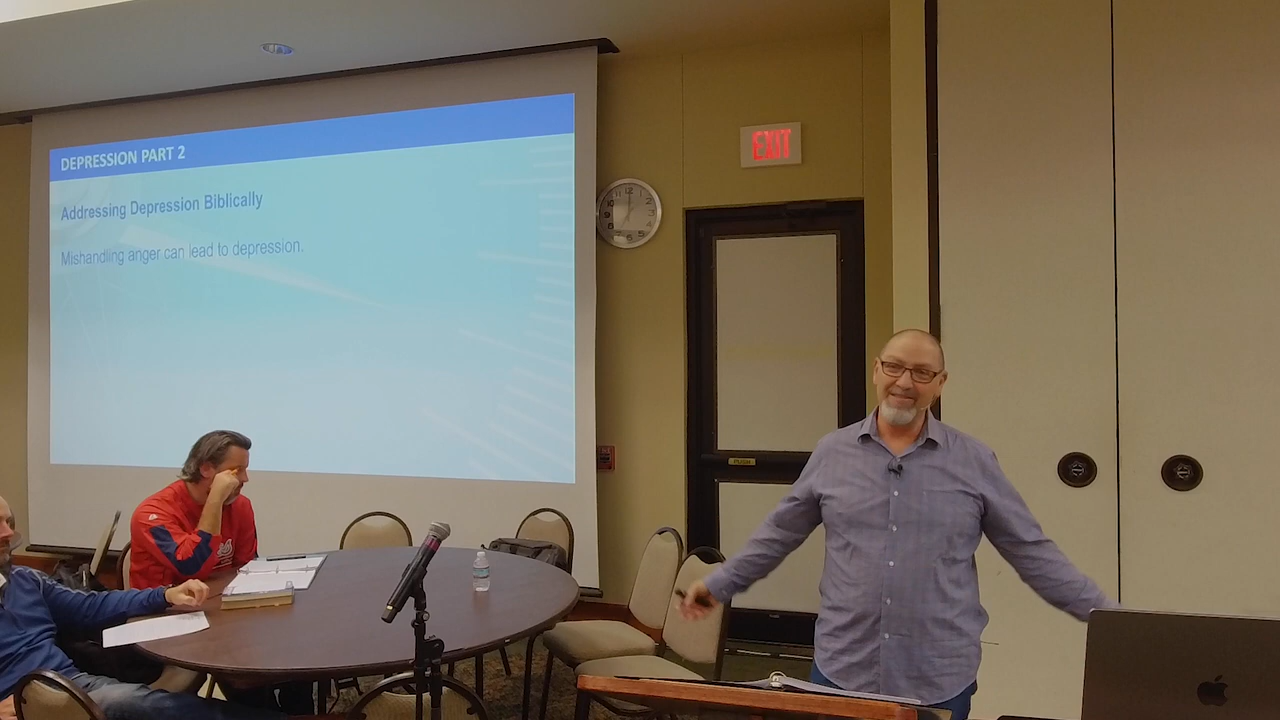 DEPRESSION PART 2
Addressing Depression Biblically
Mishandling anger can lead to depression.
EXIT
PUSH